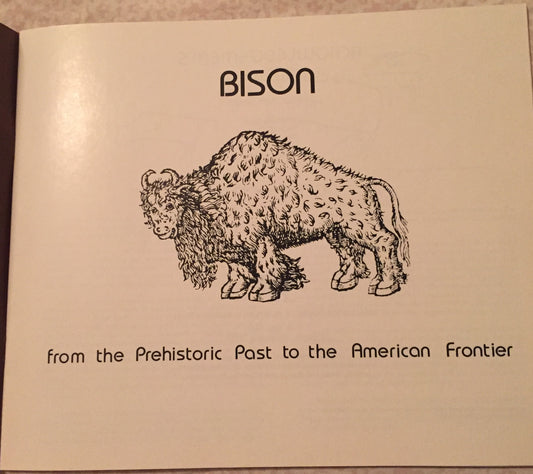 BISON
from the Prehistoric Past to the American Frontier